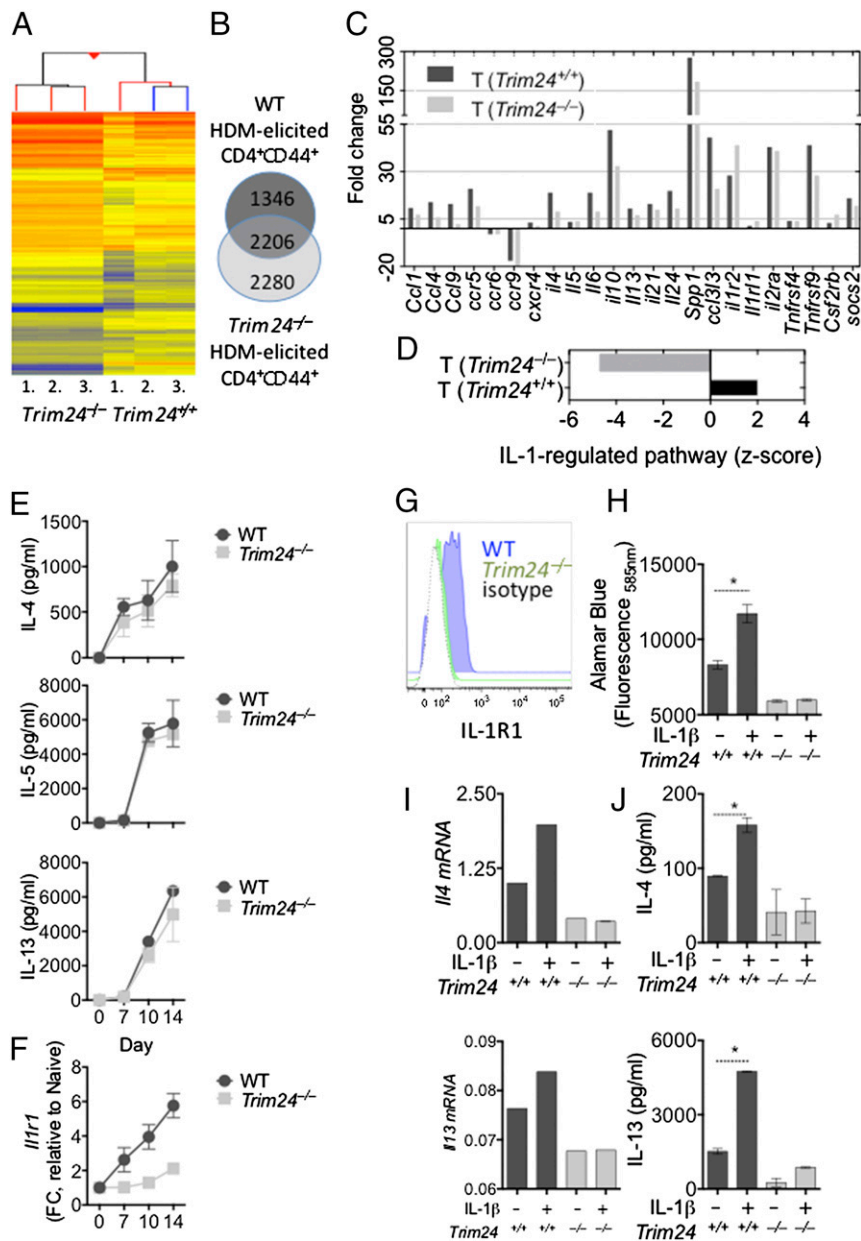 A
B
C
WT
HDM-elicited
CD4⁺CD44⁺
1346
2206
2280
Trim24⁻/⁻
HDM-elicited
CD4⁺CD44⁺
1. 2. 3. 1. 2. 3.
Trim24⁻/⁻ Trim24⁺/⁺
Fold change
300
150
55
30
5
-20
T (Trim24⁺/⁺)
T (Trim24⁻/⁻)
Ccl1
Ccl4
Ccl9
ccr5
ccr6
ccr9
cxcr4
il4
Il5
Il6
il10
Il13
il21
Il24
Spp1
ccl3l3
il1r2
Il1rl1
il2ra
Tnfrsf4
Tnfrsf9
Csf2rb
socs2
D
T (Trim24⁻/⁻)
T (Trim24⁺/⁺)
-6 -4 -2 0 2 4
IL-1-regulated pathway (z-score)
E
IL-4 (pg/ml)
1500
1000
500
0
WT
Trim24⁻/⁻
IL-5 (pg/ml)
8000
6000
4000
2000
0
WT
Trim24⁻/⁻
IL-13 (pg/ml)
8000
6000
4000
2000
0
WT
Trim24⁻/⁻
0 7 10 14
Day
F
Il1r1
(FC, relative to Naive)
8
6
4
2
0
WT
Trim24⁻/⁻
0 7 10 14
G
WT
Trim24⁻/⁻
isotype
0 10² 10³ 10⁴ 10⁵
IL-1R1
H
Alamar Blue
(Fluorescence 585nm)
15000
10000
5000
*
IL-1β - + - +
Trim24 +/+ +/+ -/- -/-
I
Il4 mRNA
2.50
1.25
0.00
IL-1β - + - +
Trim24 +/+ +/+ -/- -/-
J
IL-4 (pg/ml)
200
100
0
*
IL-1β - + - +
Trim24 +/+ +/+ -/- -/-
Il13 mRNA
0.09
0.08
0.07
0.06
IL-1β - + - +
Trim24 +/+ +/+ -/- -/-
IL-13 (pg/ml)
6000
3000
0
*
IL-1β - + - +
Trim24 +/+ +/+ -/- -/-